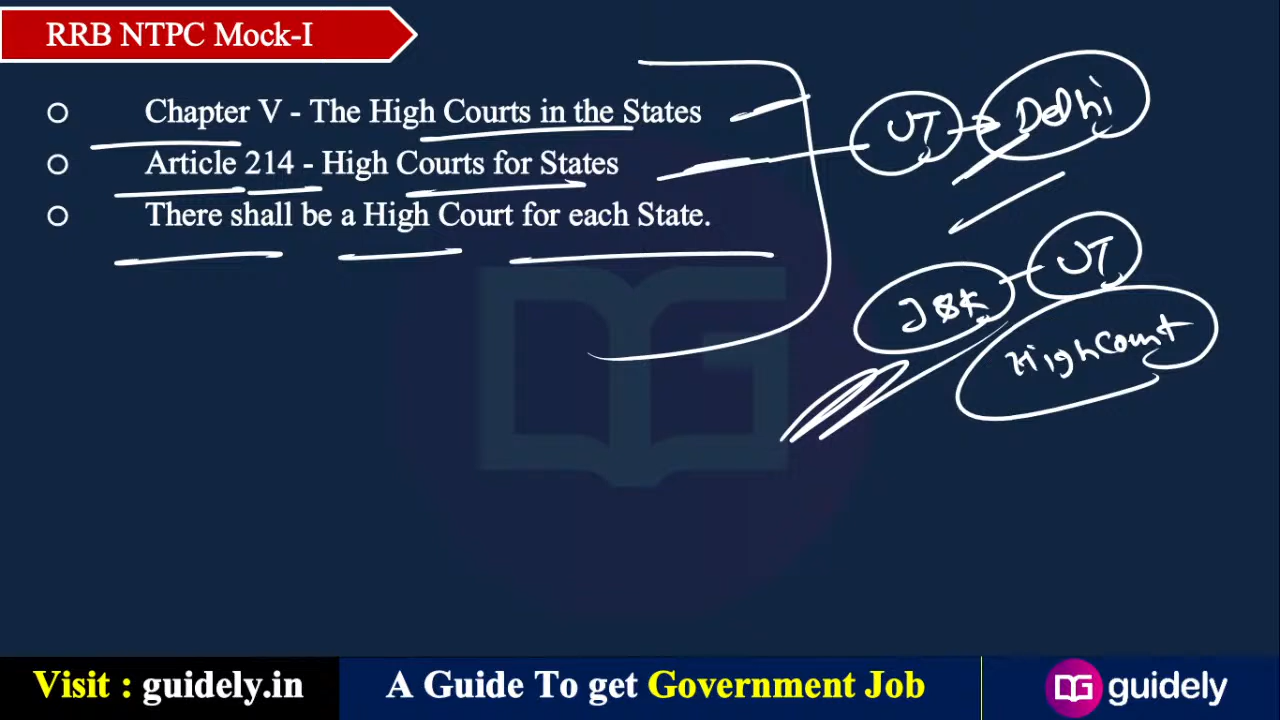 RRB NTPC Mock-I
Chapter V - The High Courts in the States
Article 214 - High Courts for States
There shall be a High Court for each State.
UT Delhi
J&K UT
High Court
Visit : guidely.in
A Guide To get Government Job
guidely